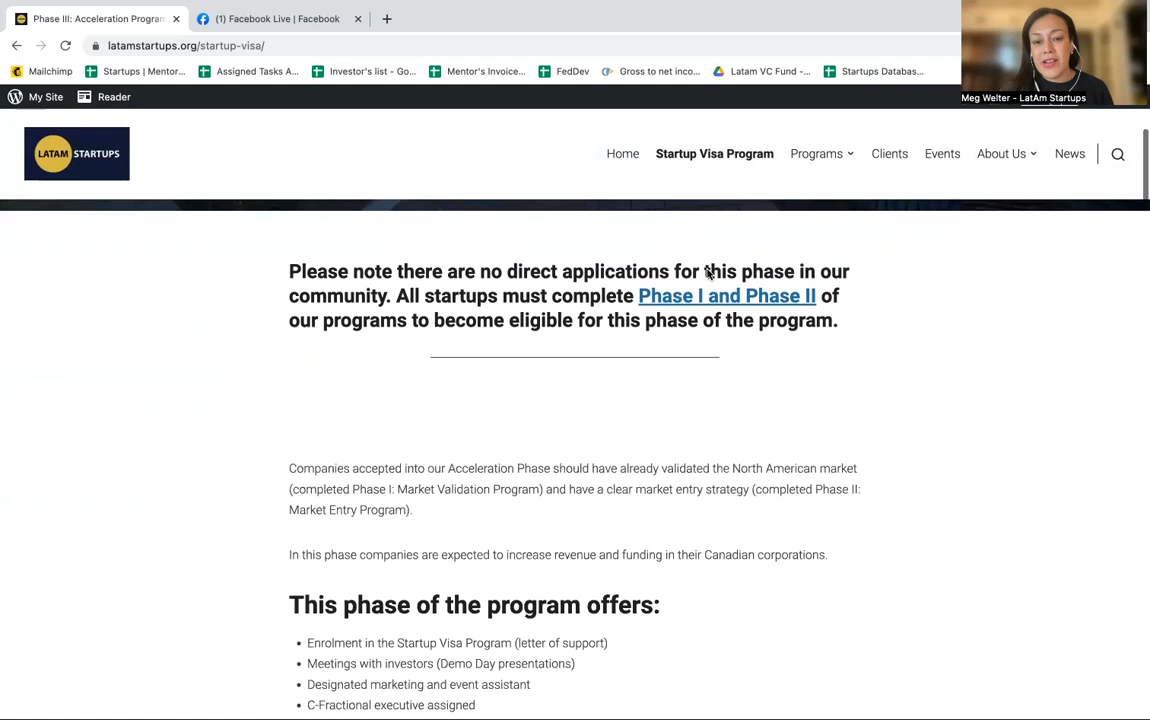 Phase III: Acceleration Program
(1) Facebook Live | Facebook
latamstartups.org/startup-visa/
Mailchimp
Startups | Mentor...
Assigned Tasks A...
Investor's list - Go...
Mentor's Invoice...
FedDev
Gross to net inco...
Latam VC Fund -...
Startups Databas...
Meg Welter - LatAm Startups
My Site
Reader
LATAM STARTUPS
Home
Startup Visa Program
Programs
Clients
Events
About Us
News
Please note there are no direct applications for this phase in our
community. All startups must complete Phase I and Phase II of
our programs to become eligible for this phase of the program.
Companies accepted into our Acceleration Phase should have already validated the North American market
(completed Phase I: Market Validation Program) and have a clear market entry strategy (completed Phase II:
Market Entry Program).
In this phase companies are expected to increase revenue and funding in their Canadian corporations.
This phase of the program offers:
• Enrolment in the Startup Visa Program (letter of support)
• Meetings with investors (Demo Day presentations)
• Designated marketing and event assistant
• C-Fractional executive assigned